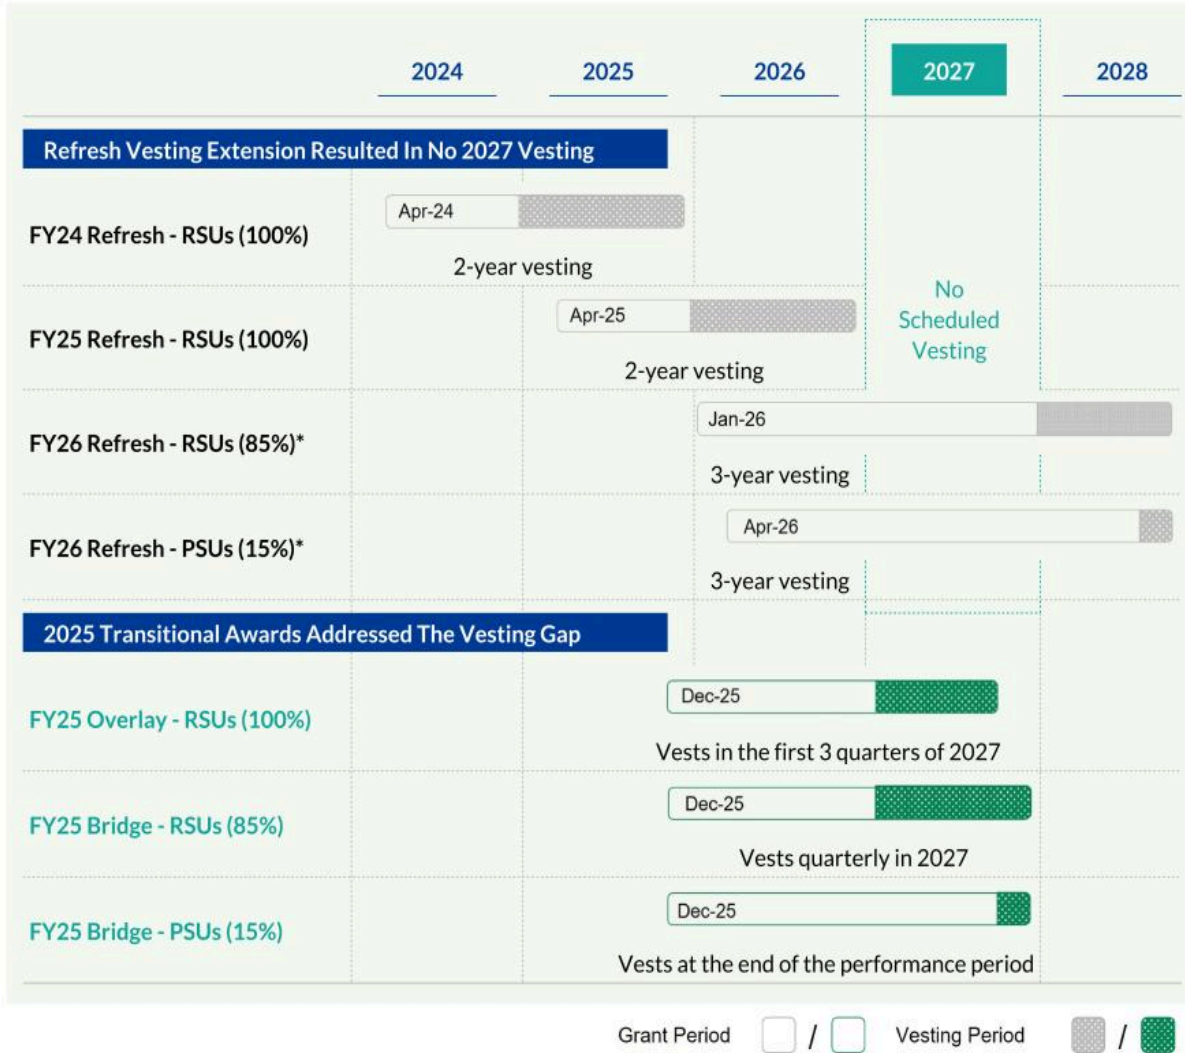 2024 2025 2026 2027 2028
Refresh Vesting Extension Resulted In No 2027 Vesting
Apr-24
FY24 Refresh - RSUs (100%)
2-year vesting
No
Scheduled
Vesting
Apr-25
FY25 Refresh - RSUs (100%)
2-year vesting
Jan-26
FY26 Refresh - RSUs (85%)*
3-year vesting
Apr-26
FY26 Refresh - PSUs (15%)*
3-year vesting
2025 Transitional Awards Addressed The Vesting Gap
Dec-25
FY25 Overlay - RSUs (100%)
Vests in the first 3 quarters of 2027
Dec-25
FY25 Bridge - RSUs (85%)
Vests quarterly in 2027
Dec-25
FY25 Bridge - PSUs (15%)
Vests at the end of the performance period
Grant Period / Vesting Period /